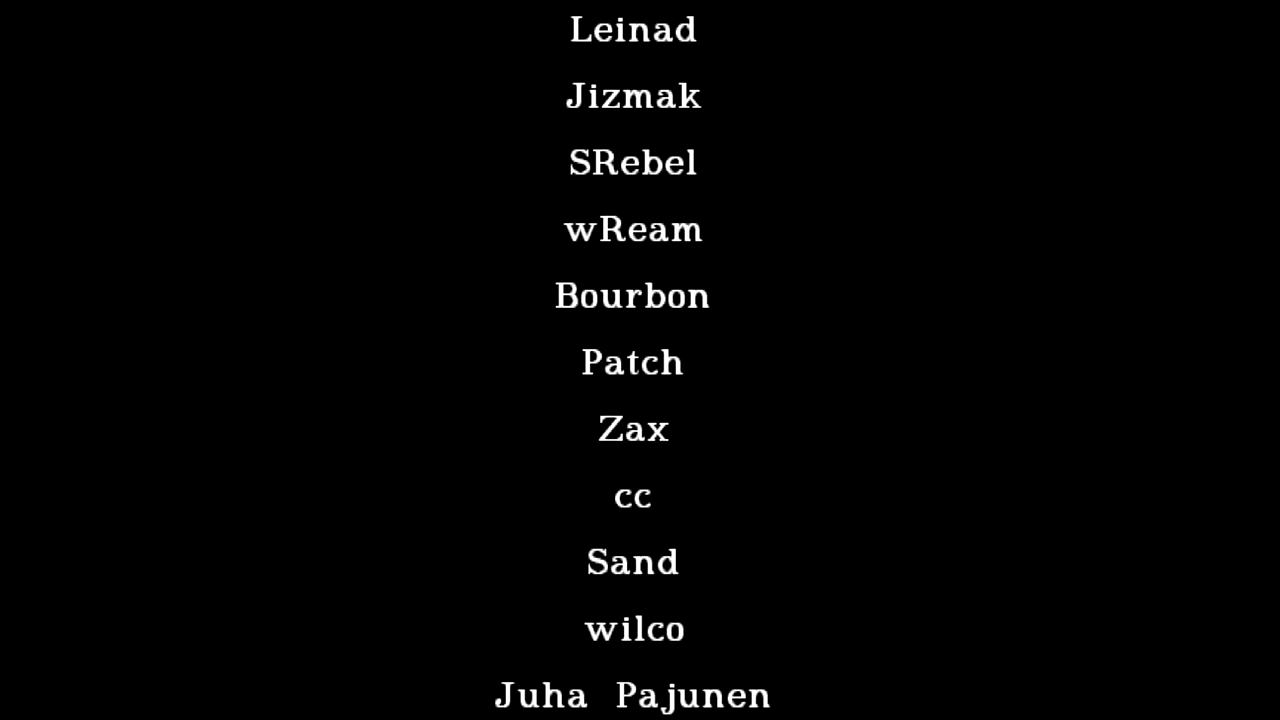 Leinad
Jizmak
SRebel
wReam
Bourbon
Patch
Zax
cc
Sand
wilco
Juha Pajunen